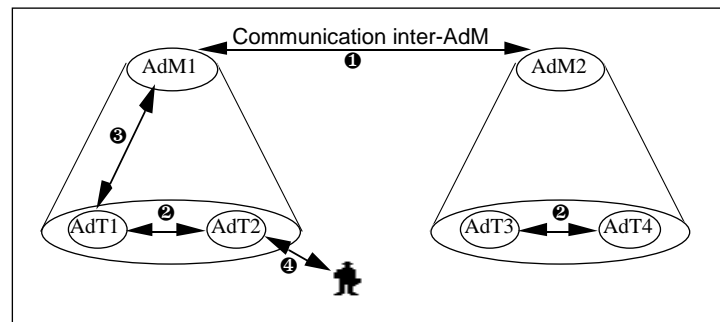 Communication inter-AdM
❶
AdM1
AdM2
❸
❷
❷
AdT1
AdT2
AdT3
AdT4
❹